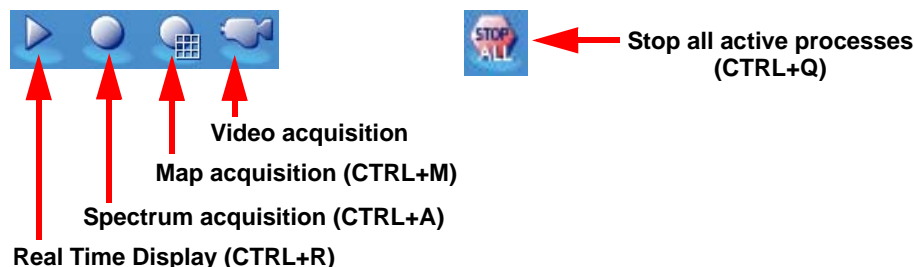 STOP
ALL
Stop all active processes
(CTRL+Q)
Video acquisition
Map acquisition (CTRL+M)
Spectrum acquisition (CTRL+A)
Real Time Display (CTRL+R)